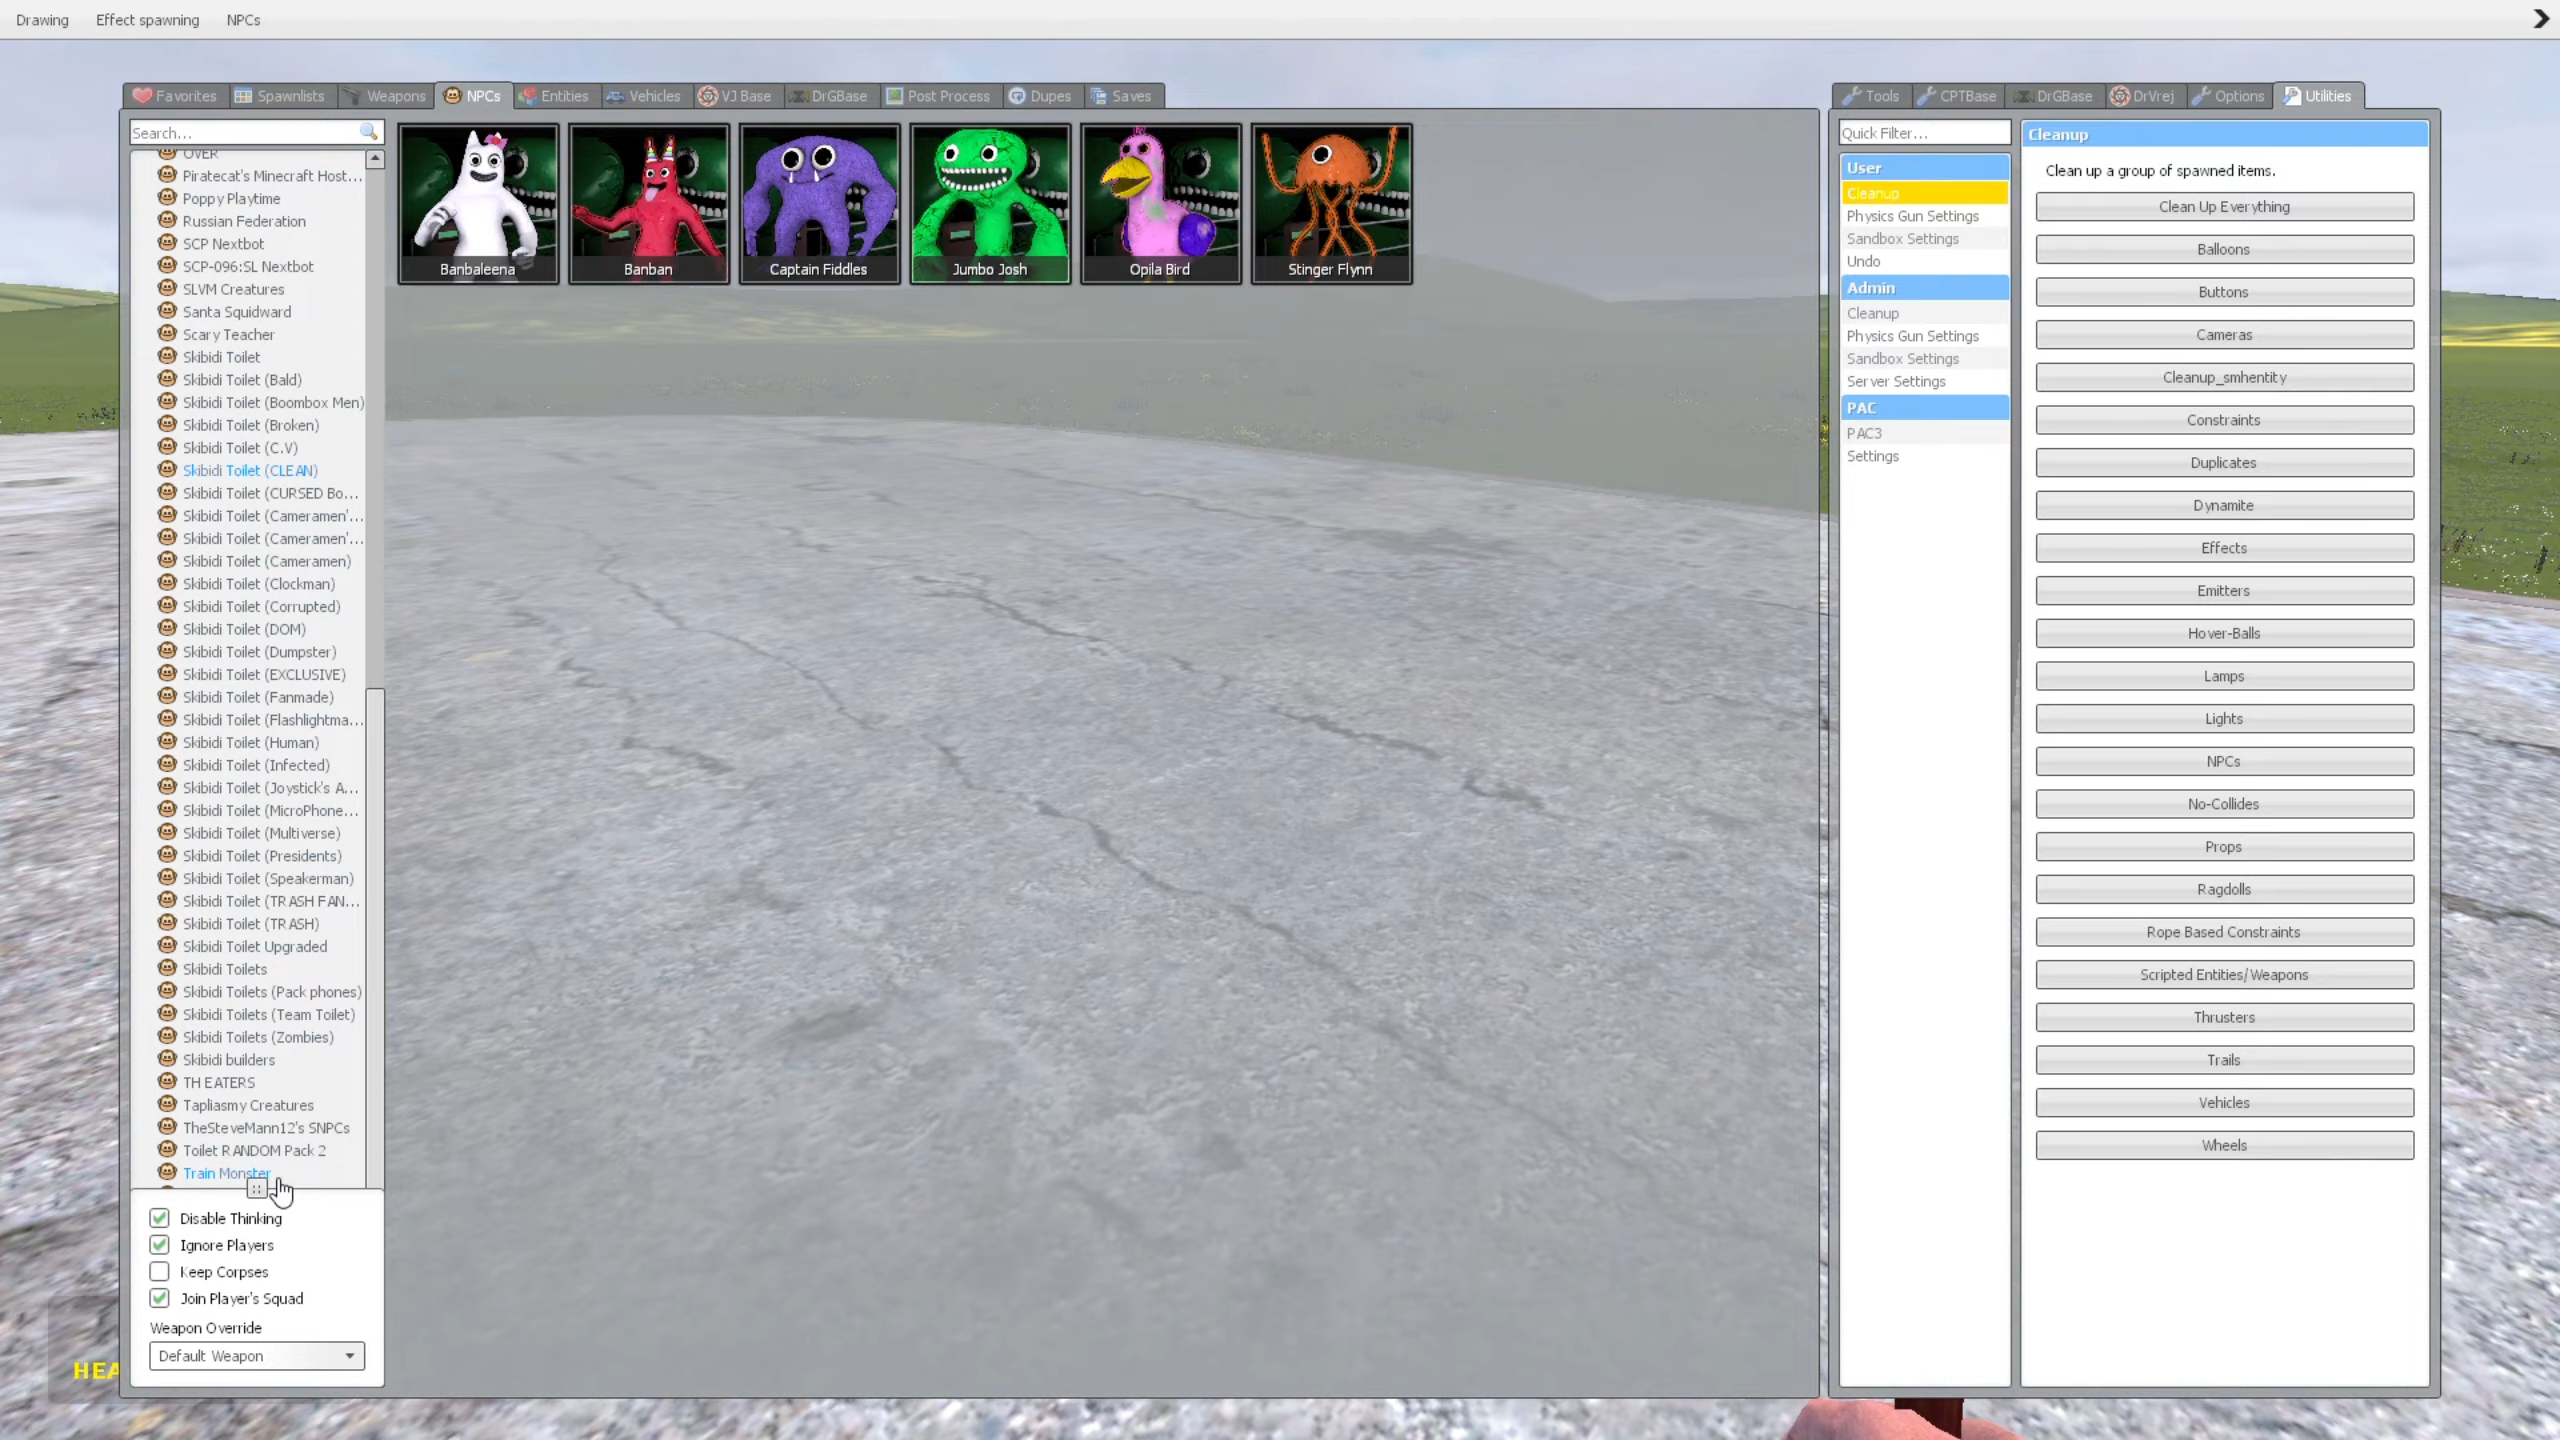 Drawing Effect spawning NPCs
Favorites Spawnlists Weapons NPCs Entities Vehicles VJ Base DrGBase Post Process Dupes Saves
Search...
OVER
Piratecat's Minecraft Host...
Poppy Playtime
Russian Federation
SCP Nextbot
SCP-096:SL Nextbot
SLVM Creatures
Santa Squidward
Scary Teacher
Skibidi Toilet
Skibidi Toilet (Bald)
Skibidi Toilet (Boombox Men)
Skibidi Toilet (Broken)
Skibidi Toilet (C.V)
Skibidi Toilet (CLEAN)
Skibidi Toilet (CURSED Bo...
Skibidi Toilet (Cameramen'...
Skibidi Toilet (Cameramen'...
Skibidi Toilet (Cameramen)
Skibidi Toilet (Clockman)
Skibidi Toilet (Corrupted)
Skibidi Toilet (DOM)
Skibidi Toilet (Dumpster)
Skibidi Toilet (EXCLUSIVE)
Skibidi Toilet (Fanmade)
Skibidi Toilet (Flashlightma...
Skibidi Toilet (Human)
Skibidi Toilet (Infected)
Skibidi Toilet (Joystick's A...
Skibidi Toilet (MicroPhone...
Skibidi Toilet (Multiverse)
Skibidi Toilet (Presidents)
Skibidi Toilet (Speakerman)
Skibidi Toilet (TRASH FAN...
Skibidi Toilet (TRASH)
Skibidi Toilet Upgraded
Skibidi Toilets
Skibidi Toilets (Pack phones)
Skibidi Toilets (Team Toilet)
Skibidi Toilets (Zombies)
Skibidi builders
TH EATERS
Tapliasmy Creatures
TheSteveMann12's SNPCs
Toilet RANDOM Pack 2
Train Monster
Disable Thinking
Ignore Players
Keep Corpses
Join Player's Squad
Weapon Override
Default Weapon
HEA
Banbaleena Banban Captain Fiddles Jumbo Josh Opila Bird Stinger Flynn
Tools CPTBase DrGBase DrVrej Options Utilities
Quick Filter...
User
Cleanup
Physics Gun Settings
Sandbox Settings
Undo
Admin
Cleanup
Physics Gun Settings
Sandbox Settings
Server Settings
PAC
PAC3
Settings
Cleanup
Clean up a group of spawned items.
Clean Up Everything
Balloons
Buttons
Cameras
Cleanup_smhentity
Constraints
Duplicates
Dynamite
Effects
Emitters
Hover-Balls
Lamps
Lights
NPCs
No-Collides
Props
Ragdolls
Rope Based Constraints
Scripted Entities/Weapons
Thrusters
Trails
Vehicles
Wheels